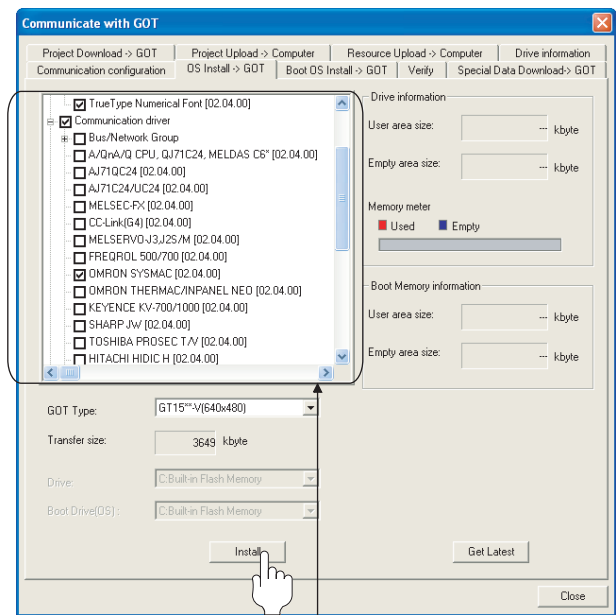 Communicate with GOT
Project Download -> GOT
Project Upload -> Computer
Resource Upload -> Computer
Drive information
Communication configuration
OS Install -> GOT
Boot OS Install -> GOT
Verify
Special Data Download-> GOT
TrueType Numerical Font [02.04.00]
Communication driver
Bus/Network Group
A/QnA/Q CPU, QJ71C24, MELDAS C6* [02.04.00]
AJ71QC24 [02.04.00]
AJ71C24/UC24 [02.04.00]
MELSEC-FX [02.04.00]
CC-Link(G4) [02.04.00]
MELSERVO-J3,J2S/M [02.04.00]
FREQROL 500/700 [02.04.00]
OMRON SYSMAC [02.04.00]
OMRON THERMAC/INPANEL NEO [02.04.00]
KEYENCE KV-700/1000 [02.04.00]
SHARP JW [02.04.00]
TOSHIBA PROSEC T/V [02.04.00]
HITACHI HIDIC H [02.04.00]
Drive information
User area size: --- kbyte
Empty area size: --- kbyte
Memory meter
Used Empty
Boot Memory information
User area size: --- kbyte
Empty area size: --- kbyte
GOT Type: GT15**-V(640x480)
Transfer size: 3649 kbyte
Drive: C:Built-in Flash Memory
Boot Drive(OS) : C:Built-in Flash Memory
Install
Get Latest
Close